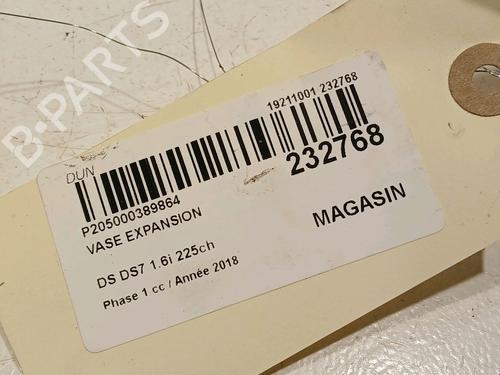 B-PARTS
19211001 232768
DUN
232768
P205000389864
VASE EXPANSION
MAGASIN
DS DS7 1.6i 225ch
Phase 1 cc / Année 2018